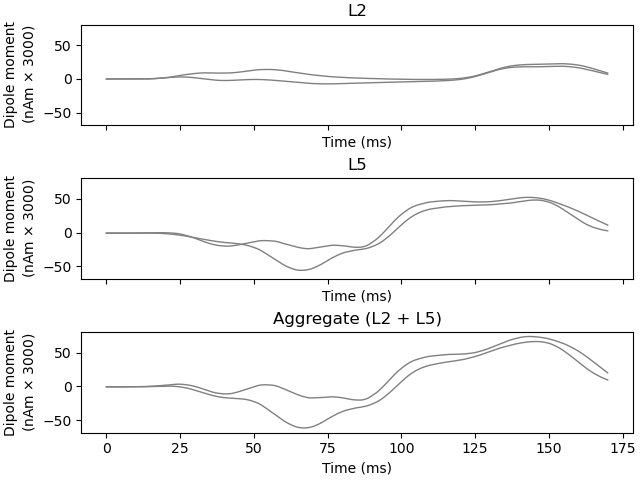 L2
Dipole moment
(nAm × 3000)
50
0
−50
Time (ms)
L5
Dipole moment
(nAm × 3000)
50
0
−50
Time (ms)
Aggregate (L2 + L5)
Dipole moment
(nAm × 3000)
50
0
−50
0 25 50 75 100 125 150 175
Time (ms)